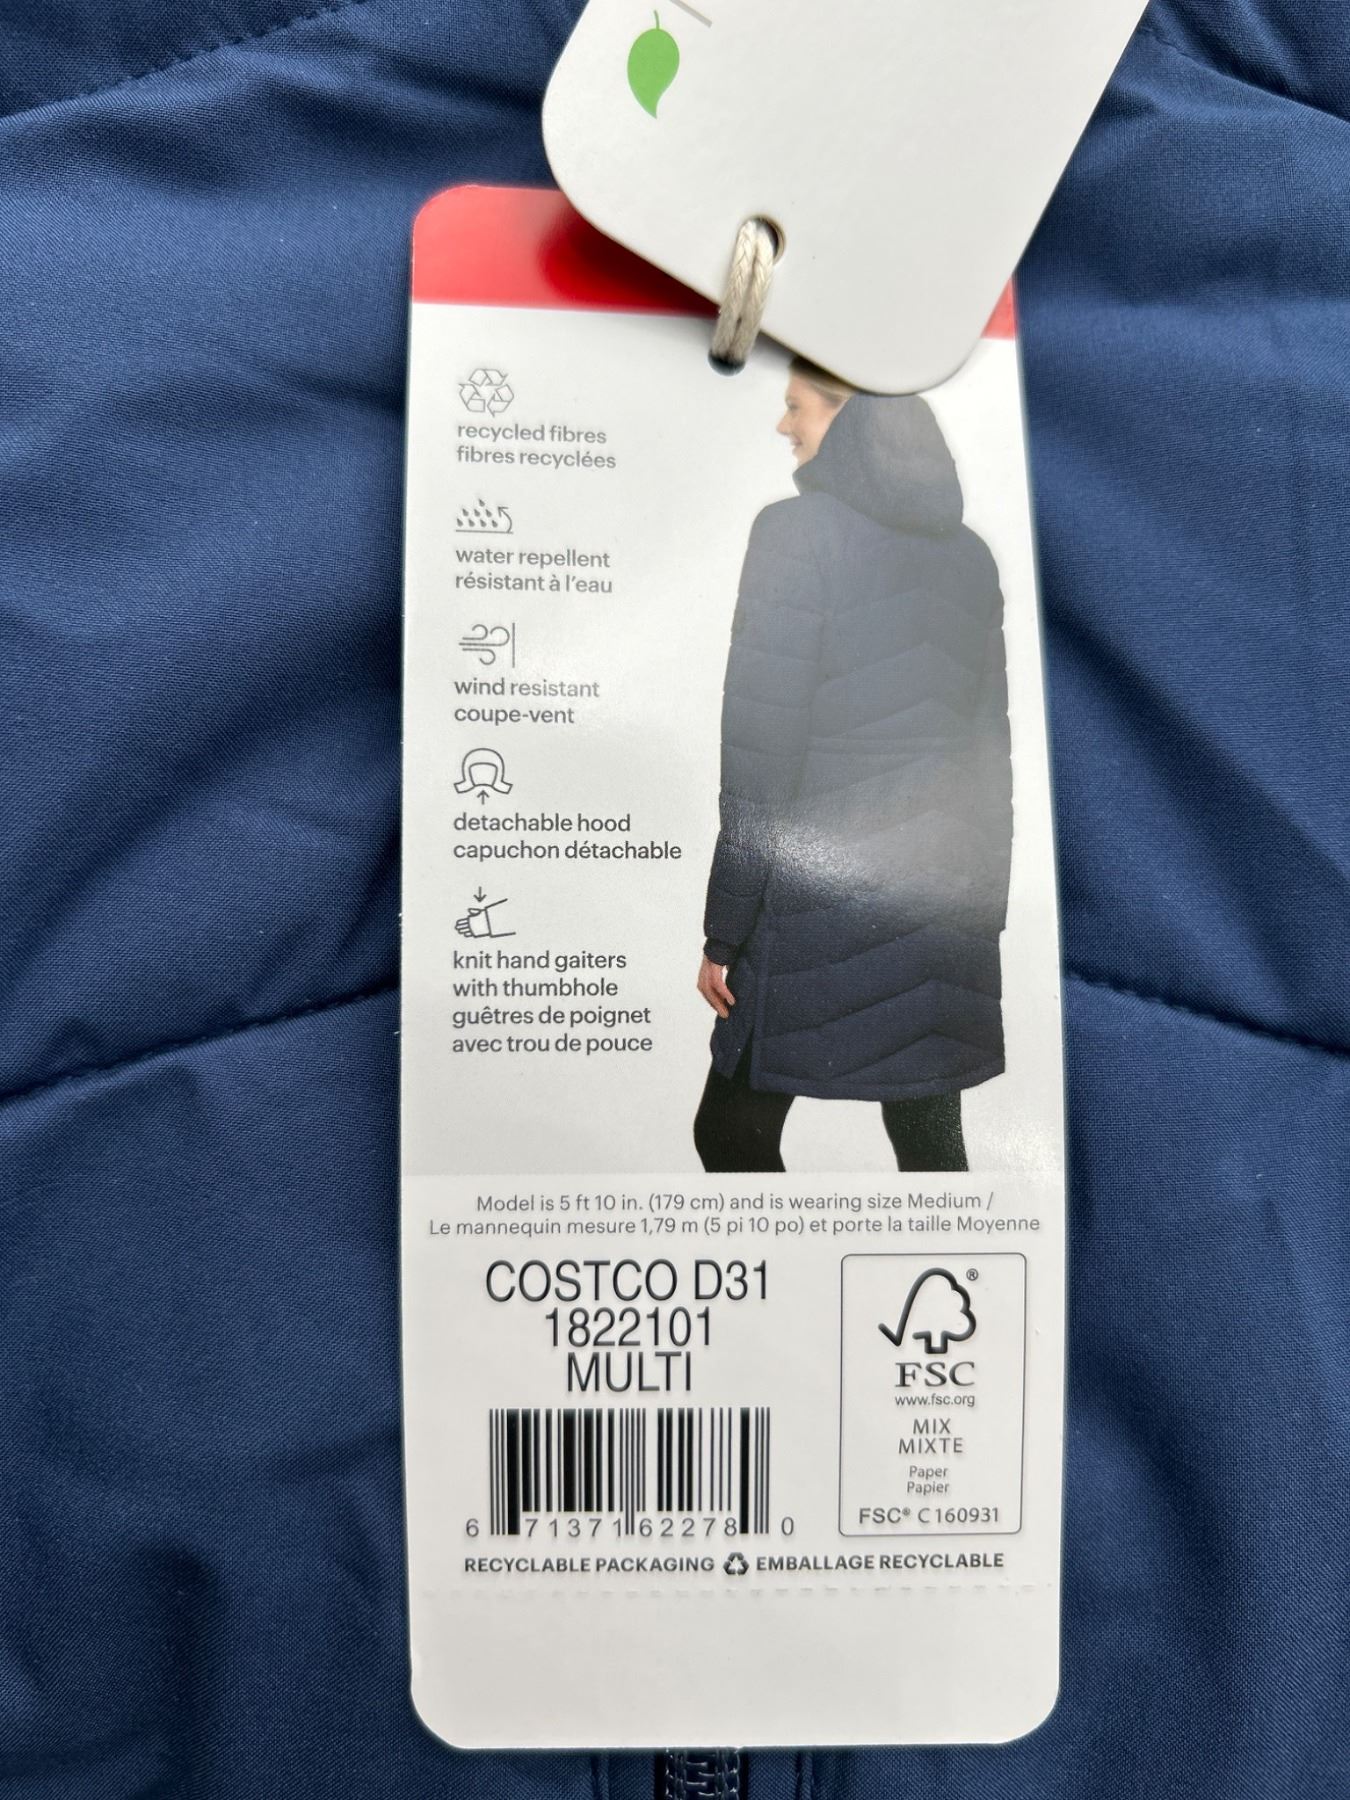 recycled fibres
fibres recyclées
water repellent
résistant à l'eau
wind resistant
coupe-vent
detachable hood
capuchon détachable
knit hand gaiters
with thumbhole
guêtres de poignet
avec trou de pouce
Model is 5 ft 10 in. (179 cm) and is wearing size Medium /
Le mannequin mesure 1,79 m (5 pi 10 po) et porte la taille Moyenne
COSTCO D31
1822101
MULTI
6 71371 62278 0
®
FSC
www.fsc.org
MIX
MIXTE
Paper
Papier
FSC® C160931
RECYCLABLE PACKAGING EMBALLAGE RECYCLABLE